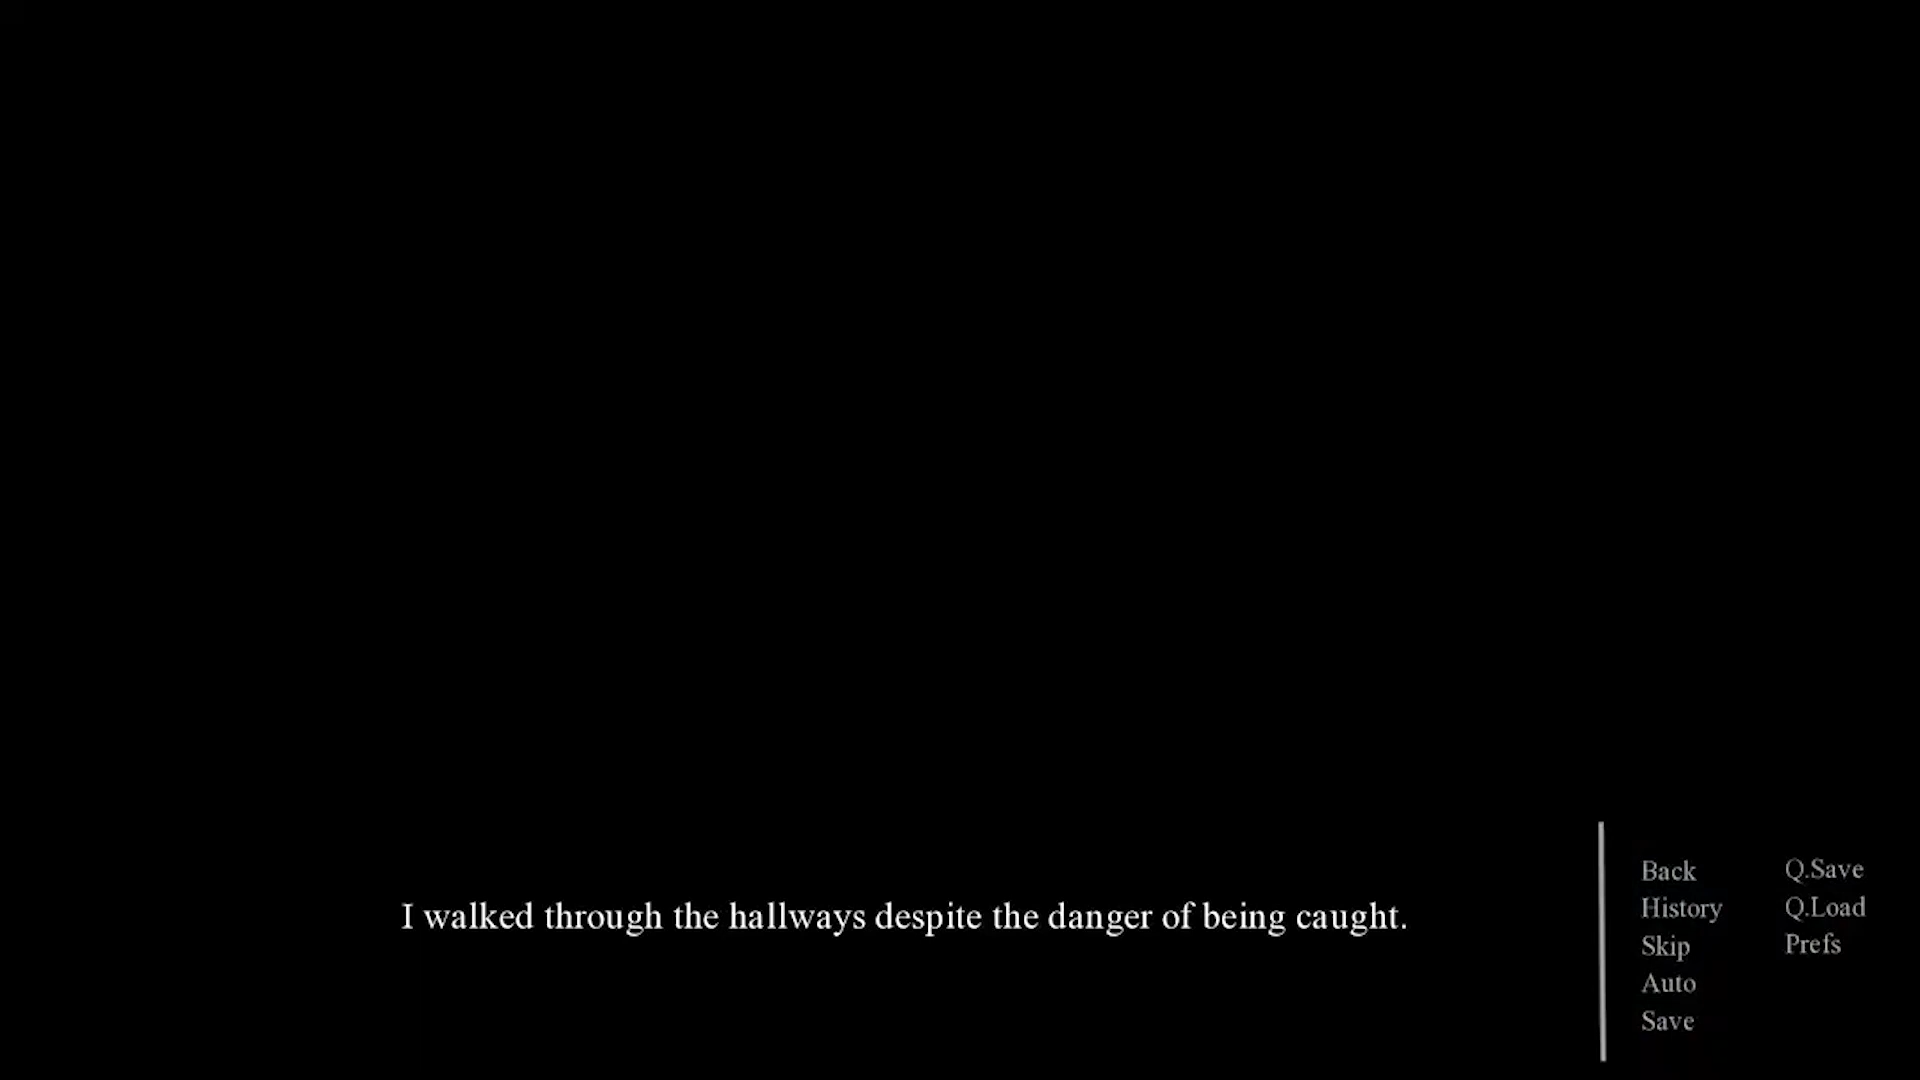 I walked through the hallways despite the danger of being caught.
Back
History
Skip
Auto
Save
Q.Save
Q.Load
Prefs